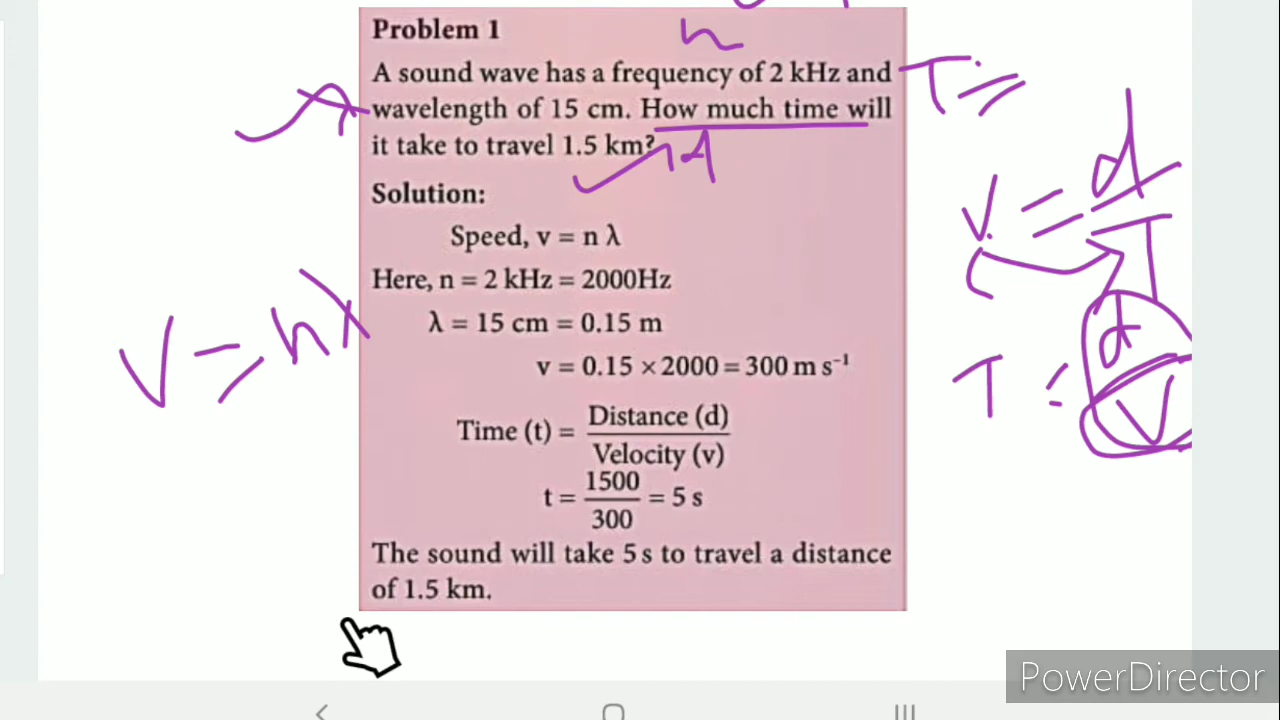 n
Problem 1
A sound wave has a frequency of 2 kHz and
wavelength of 15 cm. How much time will
it take to travel 1.5 km?
λ
T =
d
V = d/T
Solution:
Speed, v = n λ
Here, n = 2 kHz = 2000Hz
λ = 15 cm = 0.15 m
v = 0.15 × 2000 = 300 m s⁻¹
V = nλ
T = d/V
Time (t) = Distance (d) / Velocity (v)
t = 1500 / 300 = 5 s
The sound will take 5 s to travel a distance
of 1.5 km.
PowerDirector